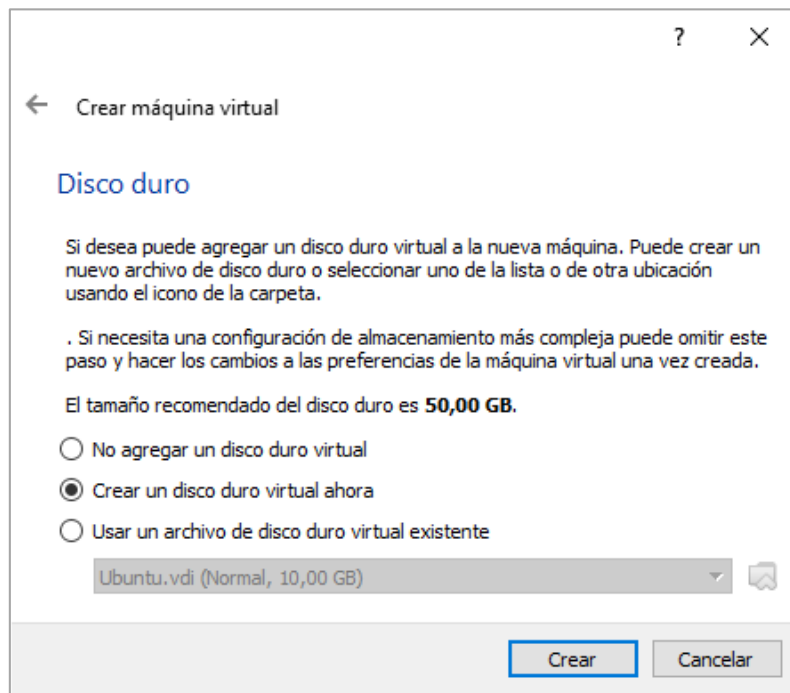 ?
Crear máquina virtual
Disco duro
Si desea puede agregar un disco duro virtual a la nueva máquina. Puede crear un
nuevo archivo de disco duro o seleccionar uno de la lista o de otra ubicación
usando el icono de la carpeta.
. Si necesita una configuración de almacenamiento más compleja puede omitir este
paso y hacer los cambios a las preferencias de la máquina virtual una vez creada.
El tamaño recomendado del disco duro es 50,00 GB.
No agregar un disco duro virtual
Crear un disco duro virtual ahora
Usar un archivo de disco duro virtual existente
Ubuntu.vdi (Normal, 10,00 GB)
Crear Cancelar